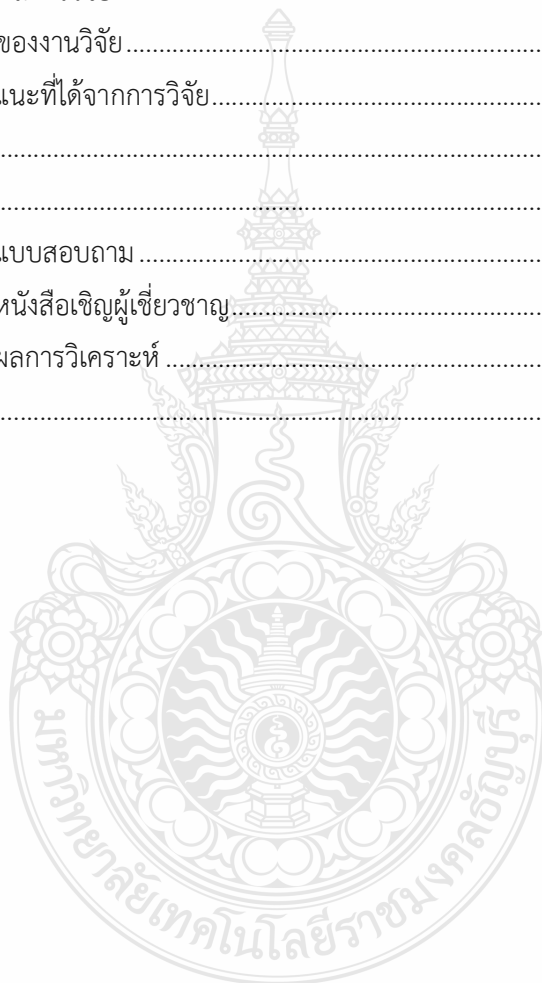 ของงานวิจัย
แนะที่ได้จากการวิจัย
แบบสอบถาม
หนังสือเชิญผู้เชี่ยวชาญ
ผลการวิเคราะห์
มหาวิทยาลัยเทคโนโลยีราชมงคลธัญบุรี